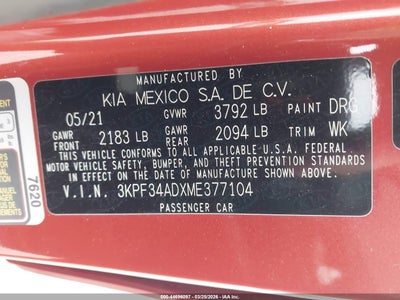 MANUFACTURED BY
KIA MEXICO S.A. DE C.V.
05/21 GVWR 3792 LB PAINT DRG
GAWR FRONT 2183 LB GAWR REAR 2094 LB TRIM WK
THIS VEHICLE CONFORMS TO ALL APPLICABLE U.S.A. FEDERAL
MOTOR VEHICLE SAFETY, BUMPER, AND THEFT PREVENTION STANDARDS
IN EFFECT ON THE DATE OF MANUFACTURE SHOWN ABOVE.
V.I.N. 3KPF34ADXME377104
PASSENGER CAR
7620